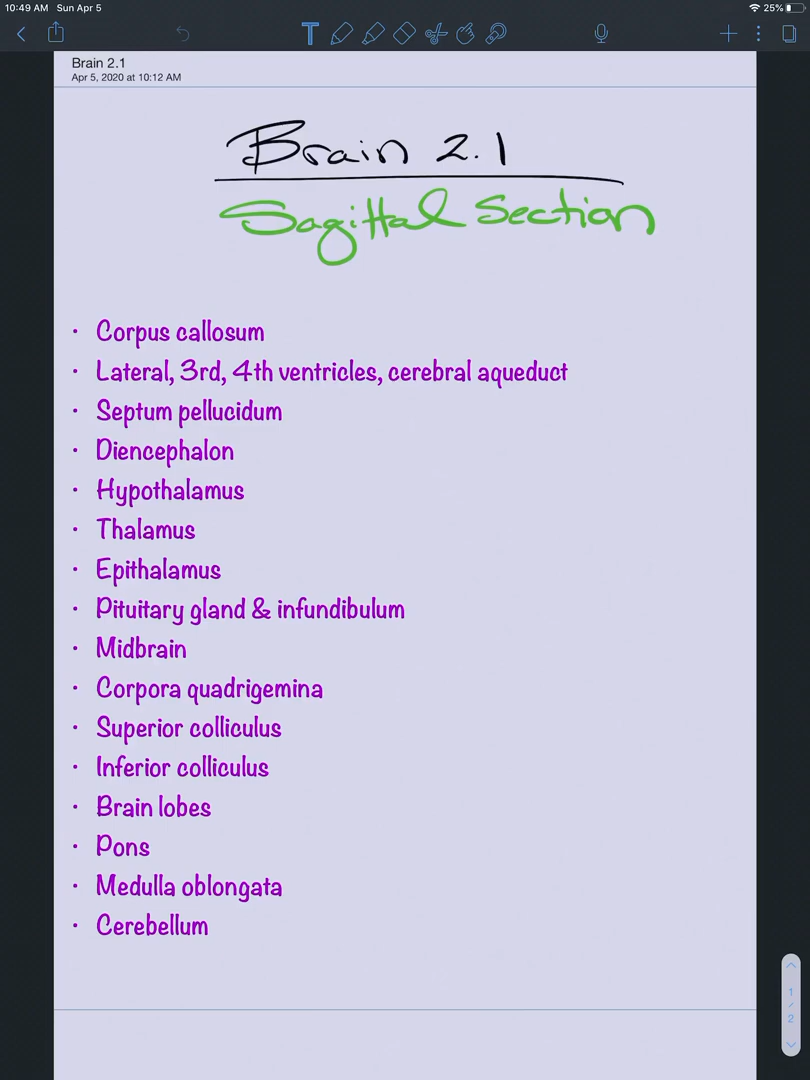 10:49 AM Sun Apr 5
25%
T
Brain 2.1
Apr 5, 2020 at 10:12 AM
Brain 2.1
Sagittal Section
· Corpus callosum
· Lateral, 3rd, 4th ventricles, cerebral aqueduct
· Septum pellucidum
· Diencephalon
· Hypothalamus
· Thalamus
· Epithalamus
· Pituitary gland & infundibulum
· Midbrain
· Corpora quadrigemina
· Superior colliculus
· Inferior colliculus
· Brain lobes
· Pons
· Medulla oblongata
· Cerebellum
1
/
2